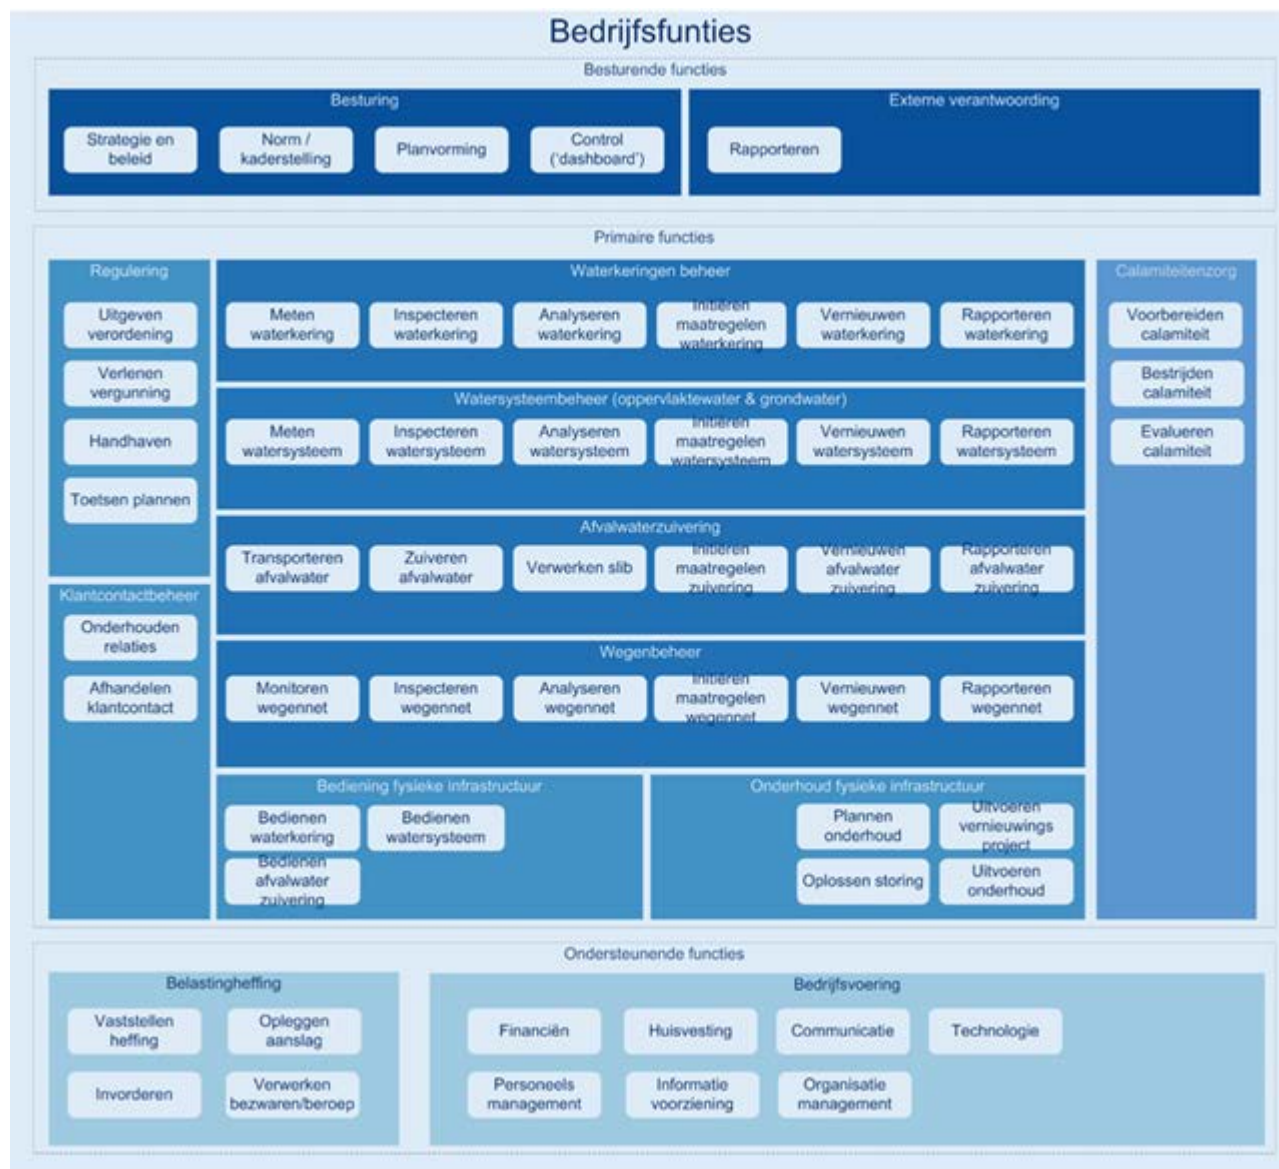 Bedrijfsfunties
Besturende functies
Besturing
Strategie en
beleid
Norm /
kaderstelling
Planvorming
Control
('dashboard')
Externe verantwoording
Rapporteren
Primaire functies
Regulering
Uitgeven
verordening
Verlenen
vergunning
Handhaven
Toetsen plannen
Klantcontactbeheer
Onderhouden
relaties
Afhandelen
klantcontact
Waterkeringen beheer
Meten
waterkering
Inspecteren
waterkering
Analyseren
waterkering
Initiëren
maatregelen
waterkering
Vernieuwen
waterkering
Rapporteren
waterkering
Watersysteembeheer (oppervlaktewater & grondwater)
Meten
watersysteem
Inspecteren
watersysteem
Analyseren
watersysteem
Initiëren
maatregelen
watersysteem
Vernieuwen
watersysteem
Rapporteren
watersysteem
Afvalwaterzuivering
Transporteren
afvalwater
Zuiveren
afvalwater
Verwerken slib
Initiëren
maatregelen
zuivering
Vernieuwen
afvalwater
zuivering
Rapporteren
afvalwater
zuivering
Wegenbeheer
Monitoren
wegennet
Inspecteren
wegennet
Analyseren
wegennet
Initiëren
maatregelen
wegennet
Vernieuwen
wegennet
Rapporteren
wegennet
Bediening fysieke infrastructuur
Bedienen
waterkering
Bedienen
watersysteem
Bedienen
afvalwater
zuivering
Onderhoud fysieke infrastructuur
Plannen
onderhoud
Uitvoeren
vernieuwings
project
Oplossen storing
Uitvoeren
onderhoud
Calamiteitenzorg
Voorbereiden
calamiteit
Bestrijden
calamiteit
Evalueren
calamiteit
Ondersteunende functies
Belastingheffing
Vaststellen
heffing
Opleggen
aanslag
Invorderen
Verwerken
bezwaren/beroep
Bedrijfsvoering
Financiën
Huisvesting
Communicatie
Technologie
Personeels
management
Informatie
voorziening
Organisatie
management